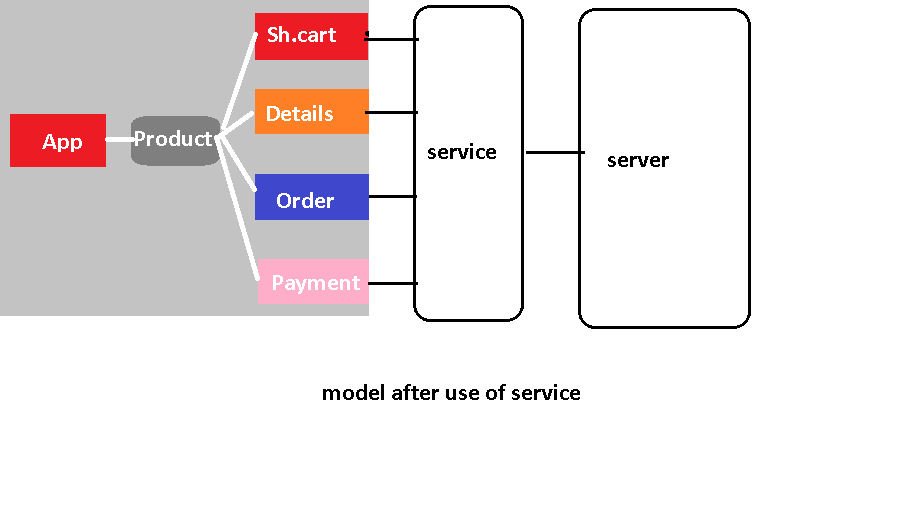 Sh.cart
Details
App
Product
service
server
Order
Payment
model after use of service